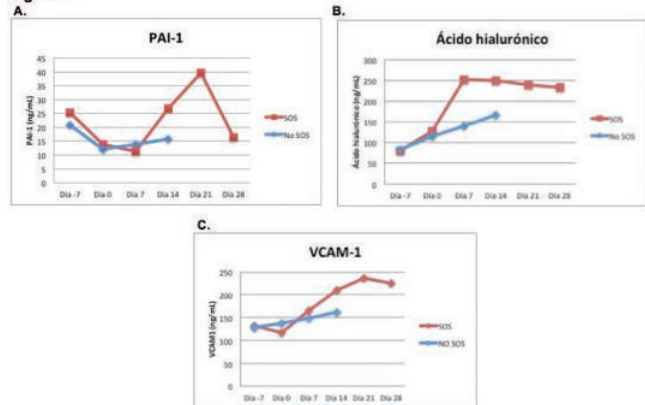 A.
PAI-1
PAI-1 (ng/mL)
45
40
35
30
25
20
15
10
5
0
Día -7 Día 0 Día 7 Día 14 Día 21 Día 28
SOS
No SOS
B.
Ácido hialurónico
Ácido hialurónico (ng/mL)
300
250
200
150
100
50
0
Día -7 Día 0 Día 7 Día 14 Día 21 Día 28
SOS
No SOS
C.
VCAM-1
VCAM1 (ng/mL)
250
200
150
100
50
0
Día -7 Día 0 Día 7 Día 14 Día 21 Día 28
SOS
NO SOS